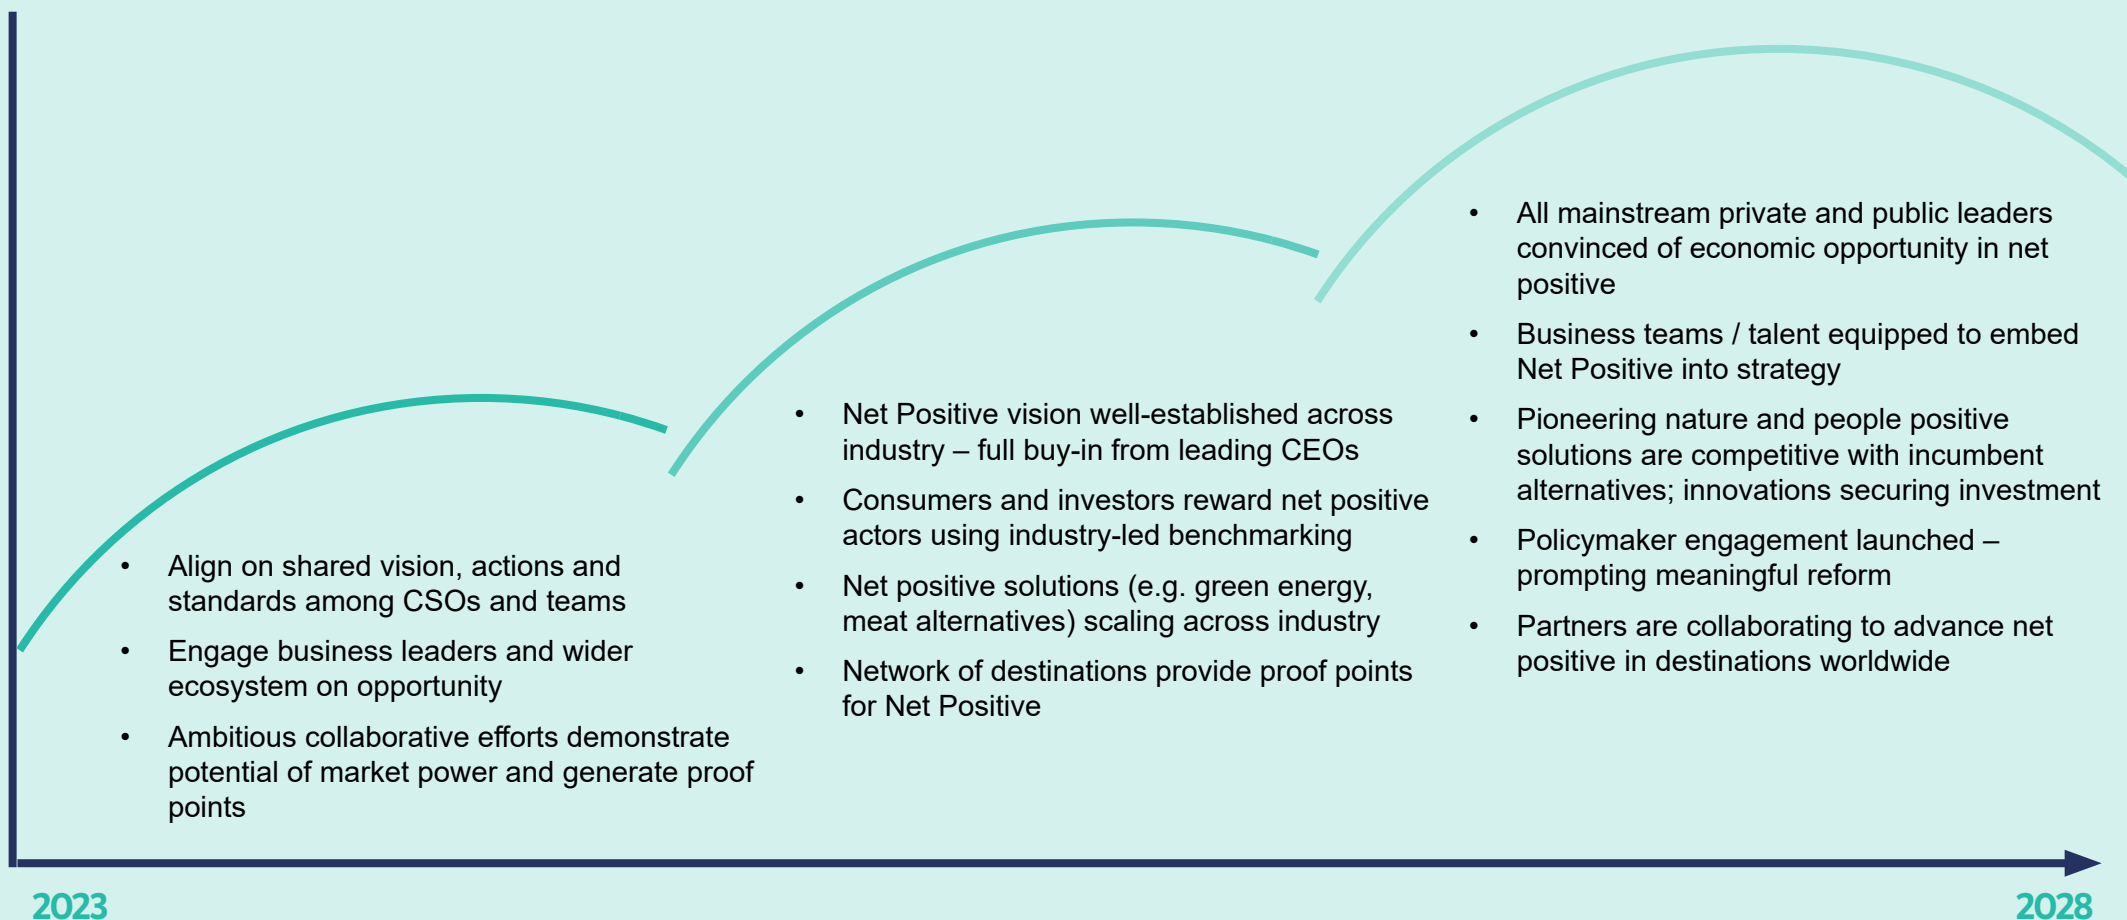 • Align on shared vision, actions and
standards among CSOs and teams
• Engage business leaders and wider
ecosystem on opportunity
• Ambitious collaborative efforts demonstrate
potential of market power and generate proof
points
• Net Positive vision well-established across
industry – full buy-in from leading CEOs
• Consumers and investors reward net positive
actors using industry-led benchmarking
• Net positive solutions (e.g. green energy,
meat alternatives) scaling across industry
• Network of destinations provide proof points
for Net Positive
• All mainstream private and public leaders
convinced of economic opportunity in net
positive
• Business teams / talent equipped to embed
Net Positive into strategy
• Pioneering nature and people positive
solutions are competitive with incumbent
alternatives; innovations securing investment
• Policymaker engagement launched –
prompting meaningful reform
• Partners are collaborating to advance net
positive in destinations worldwide
2023
2028